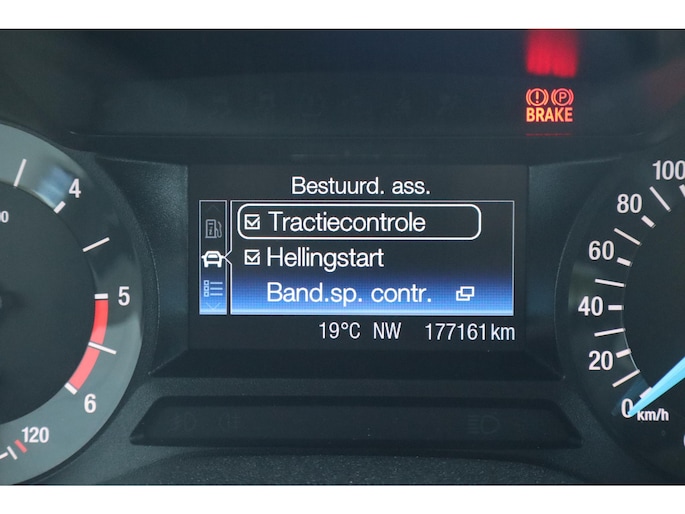 BRAKE
Bestuurd. ass.
Tractiecontrole
Hellingstart
Band.sp. contr.
19°C NW 177161km
4
5
6
120
100
80
60
40
20
0 km/h